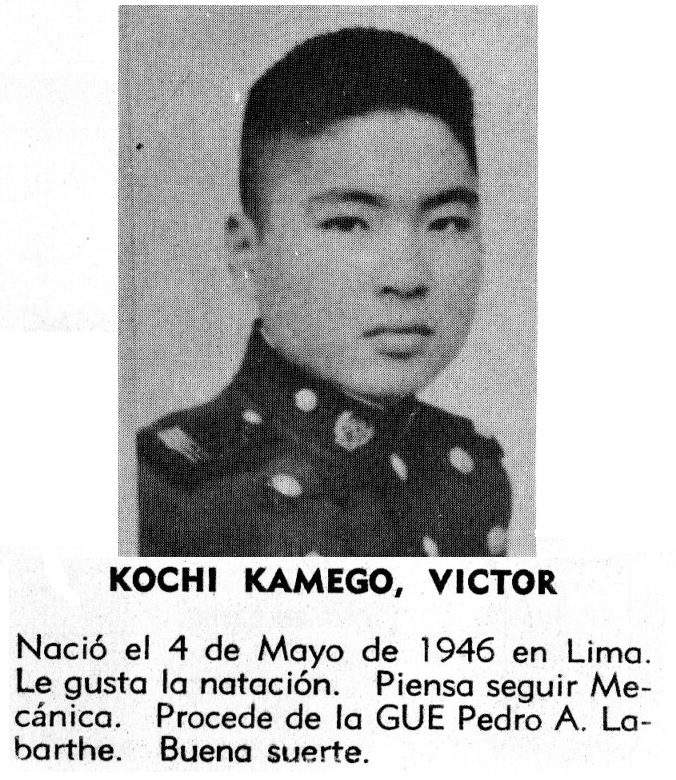 KOCHI KAMEGO, VICTOR
Nació el 4 de Mayo de 1946 en Lima.
Le gusta la natación. Piensa seguir Me-
cánica. Procede de la GUE Pedro A. La-
barthe. Buena suerte.